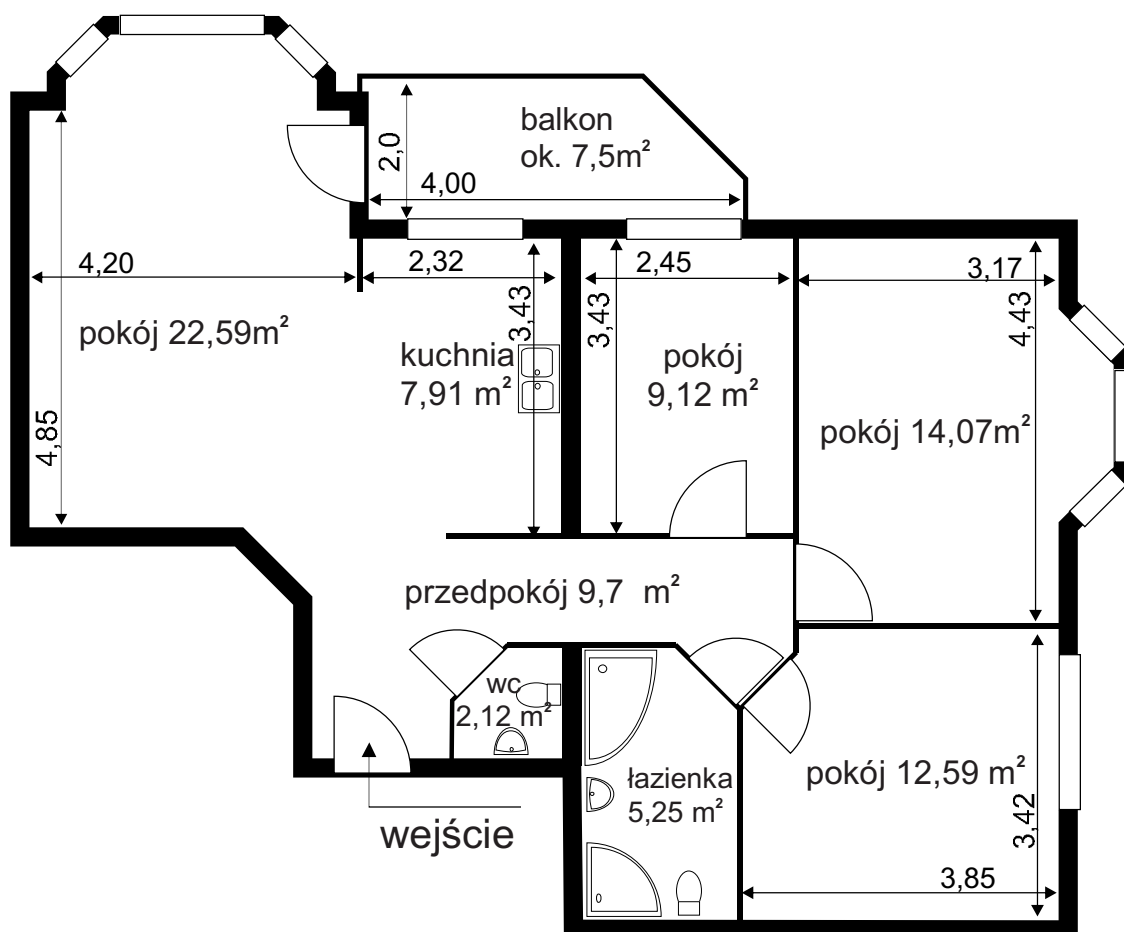 balkon
ok. 7,5m²
2,0
4,00
4,20
2,32
2,45
3,17
pokój 22,59m²
4,85
3,43
kuchnia
7,91 m²
3,43
pokój
9,12 m²
4,43
pokój 14,07m²
przedpokój 9,7 m²
wc
2,12 m²
łazienka
5,25 m²
pokój 12,59 m²
3,42
3,85
wejście